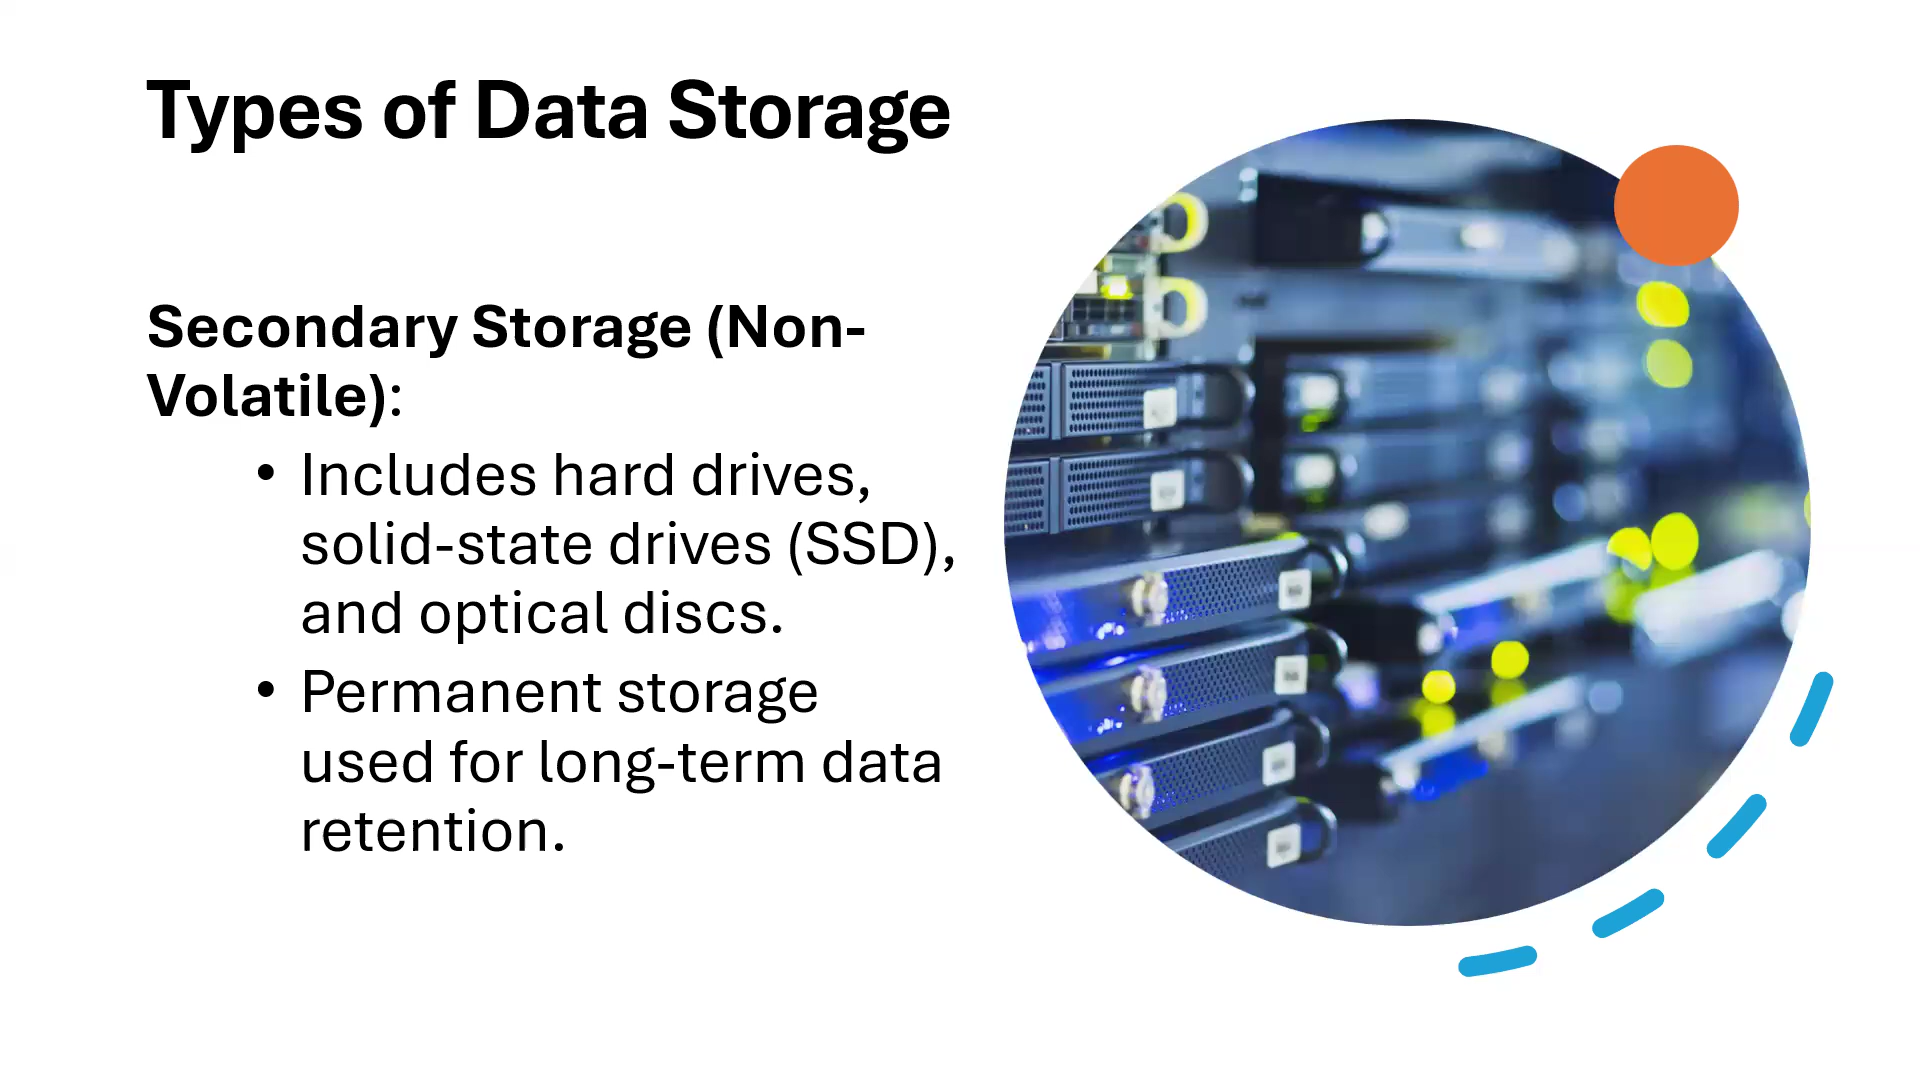 Types of Data Storage
Secondary Storage (Non-
Volatile):
• Includes hard drives,
solid-state drives (SSD),
and optical discs.
• Permanent storage
used for long-term data
retention.